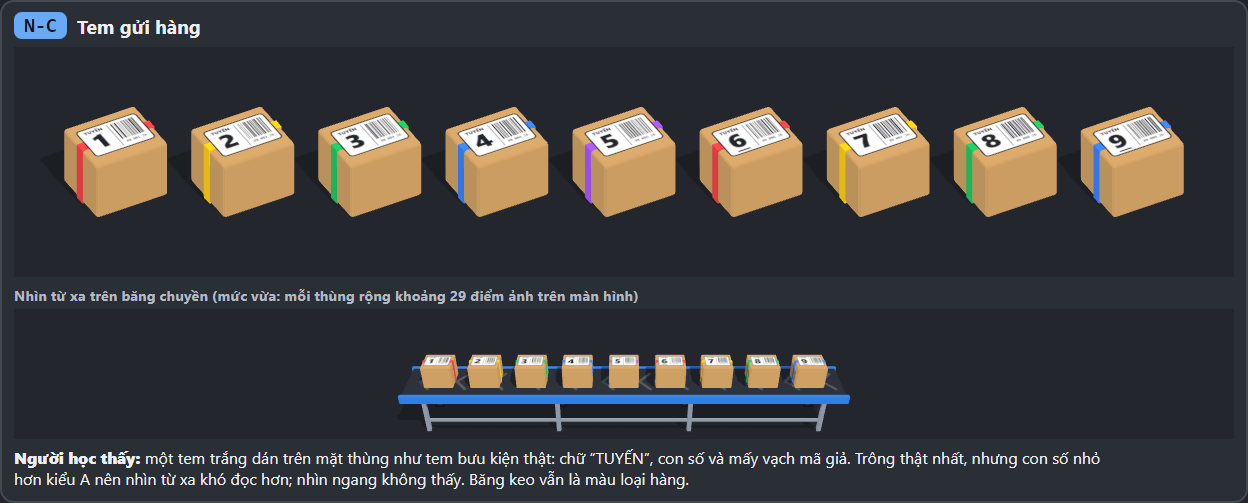 N-C Tem gửi hàng
TUYẾN TUYẾN TUYẾN TUYẾN TUYẾN TUYẾN TUYẾN TUYẾN TUYẾN
1 2 3 4 5 6 7 8 9
Nhìn từ xa trên băng chuyền (mức vừa: mỗi thùng rộng khoảng 29 điểm ảnh trên màn hình)
1 2 3 4 5 6 7 8 9
Người học thấy: một tem trắng dán trên mặt thùng như tem bưu kiện thật: chữ “TUYẾN”, con số và mấy vạch mã giả. Trông thật nhất, nhưng con số nhỏ
hơn kiểu A nên nhìn từ xa khó đọc hơn; nhìn ngang không thấy. Băng keo vẫn là màu loại hàng.